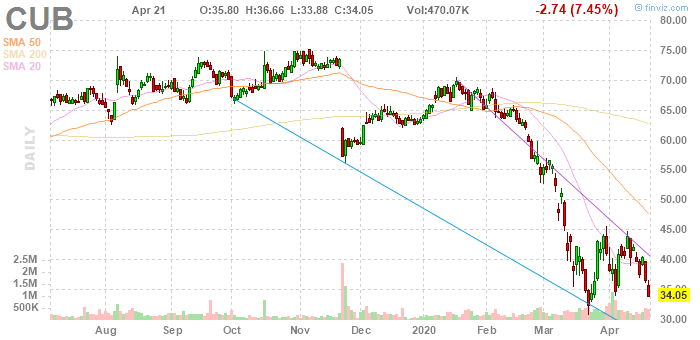 CUB Apr 21 O:35.80 H:36.66 L:33.88 C:34.05 Vol:470.07K -2.74 (7.45%) © finviz.com
SMA 50
SMA 200
SMA 20
75.00
70.00
65.00
60.00
DAILY
55.00
50.00
45.00
40.00
2.5M
2M
1.5M
1M 34.05
500K
30.00
Aug Sep Oct Nov Dec 2020 Feb Mar Apr